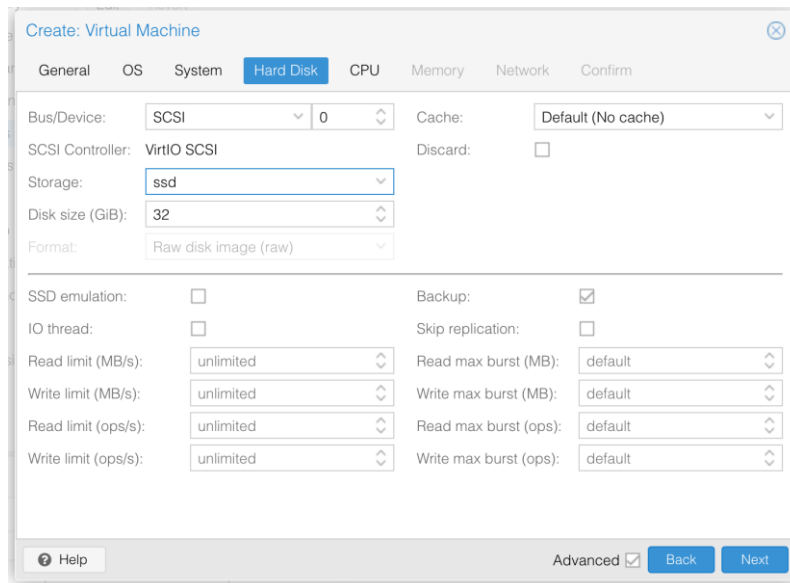 Create: Virtual Machine
General OS System Hard Disk CPU Memory Network Confirm
Bus/Device: SCSI 0 Cache: Default (No cache)
SCSI Controller: VirtIO SCSI Discard:
Storage: ssd
Disk size (GiB): 32
Format: Raw disk image (raw)
SSD emulation: Backup:
IO thread: Skip replication:
Read limit (MB/s): unlimited Read max burst (MB): default
Write limit (MB/s): unlimited Write max burst (MB): default
Read limit (ops/s): unlimited Read max burst (ops): default
Write limit (ops/s): unlimited Write max burst (ops): default
Help Advanced Back Next